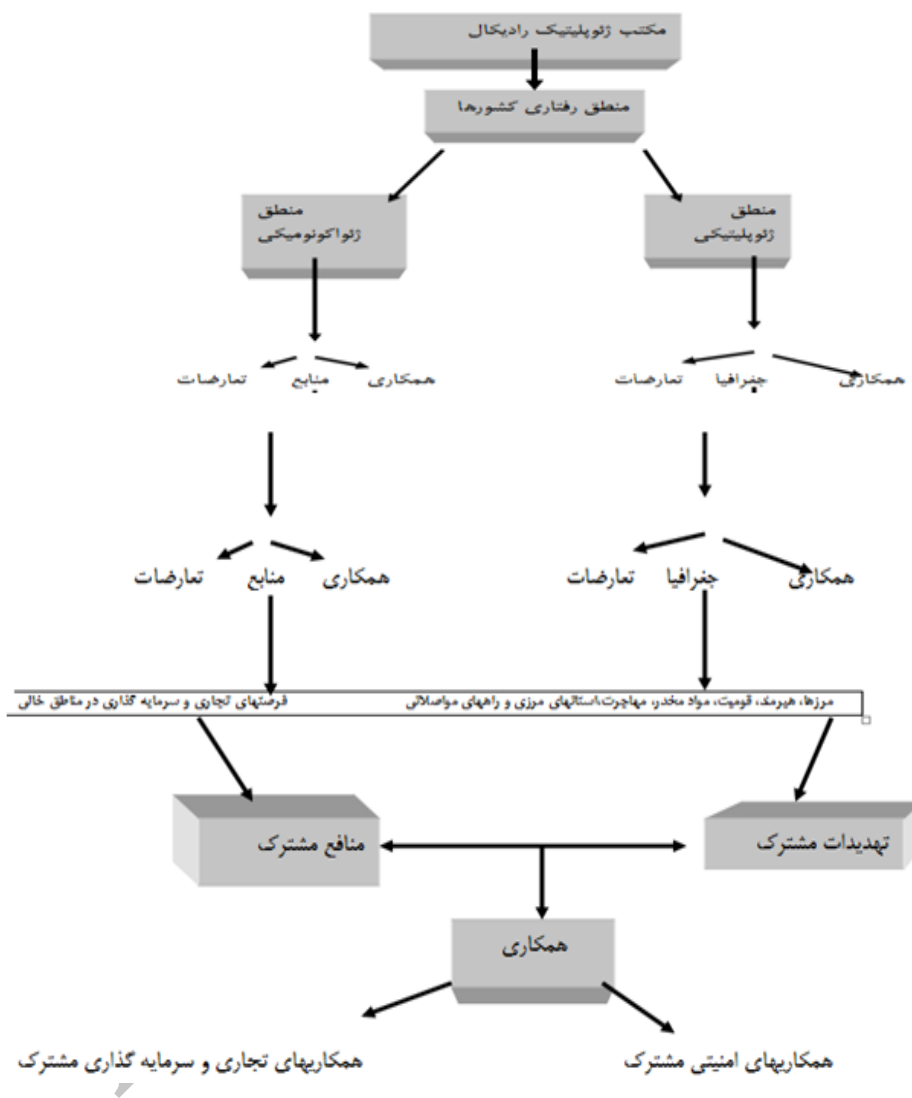 مکتب ژئوپلیتیک رادیکال
منطق رفتاری کشورها
منطق
ژئوپلیتیکی
منطق
ژئواکونومیکی
همکاری جغرافیا تعارضات
همکاری منابع تعارضات
همکاری جغرافیا تعارضات
همکاری منابع تعارضات
مرزها، هیرمند، قومیت، مواد مخدر، مهاجرت،استانهای مرزی و راههای مواصلاتی
فرصتهای تجاری و سرمایه گذاری در مناطق خالی
تهدیدات مشترک
منافع مشترک
همکاری
همکاریهای امنیتی مشترک
همکاریهای تجاری و سرمایه گذاری مشترک